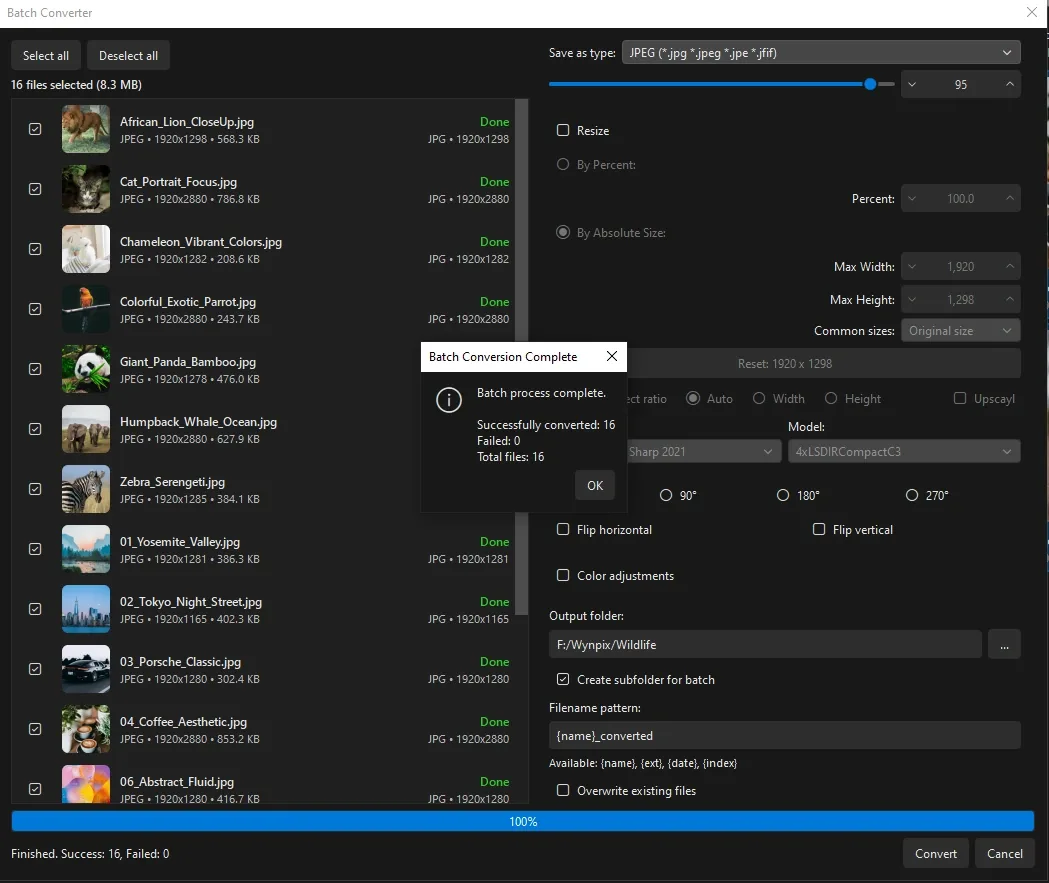 Batch Converter
Select all
Deselect all
16 files selected (8.3 MB)
African_Lion_CloseUp.jpg
Done
JPEG • 1920x1298 • 568.3 KB
JPG • 1920x1298
Cat_Portrait_Focus.jpg
Done
JPEG • 1920x2880 • 786.8 KB
JPG • 1920x2880
Chameleon_Vibrant_Colors.jpg
Done
JPEG • 1920x1282 • 208.6 KB
JPG • 1920x1282
Colorful_Exotic_Parrot.jpg
Done
JPEG • 1920x2880 • 243.7 KB
JPG • 1920x2880
Giant_Panda_Bamboo.jpg
JPEG • 1920x1278 • 476.0 KB
Humpback_Whale_Ocean.jpg
JPEG • 1920x2880 • 627.9 KB
Zebra_Serengeti.jpg
JPEG • 1920x1285 • 384.1 KB
01_Yosemite_Valley.jpg
Done
JPEG • 1920x1281 • 386.3 KB
JPG • 1920x1281
02_Tokyo_Night_Street.jpg
Done
JPEG • 1920x1165 • 402.3 KB
JPG • 1920x1165
03_Porsche_Classic.jpg
Done
JPEG • 1920x1280 • 302.4 KB
JPG • 1920x1280
04_Coffee_Aesthetic.jpg
Done
JPEG • 1920x2880 • 853.2 KB
JPG • 1920x2880
06_Abstract_Fluid.jpg
Done
JPEG • 1920x1280 • 416.7 KB
JPG • 1920x1280
Batch Conversion Complete
Batch process complete.
Successfully converted: 16
Failed: 0
Total files: 16
OK
Save as type:
JPEG (*.jpg *.jpeg *.jpe *.jfif)
95
Resize
By Percent:
Percent:
100.0
By Absolute Size:
Max Width:
1,920
Max Height:
1,298
Common sizes:
Original size
Reset: 1920 x 1298
ect ratio
Auto
Width
Height
Upscayl
Model:
Sharp 2021
4xLSDIRCompactC3
90°
180°
270°
Flip horizontal
Flip vertical
Color adjustments
Output folder:
F:/Wynpix/Wildlife
...
Create subfolder for batch
Filename pattern:
{name}_converted
Available: {name}, {ext}, {date}, {index}
Overwrite existing files
100%
Finished. Success: 16, Failed: 0
Convert
Cancel